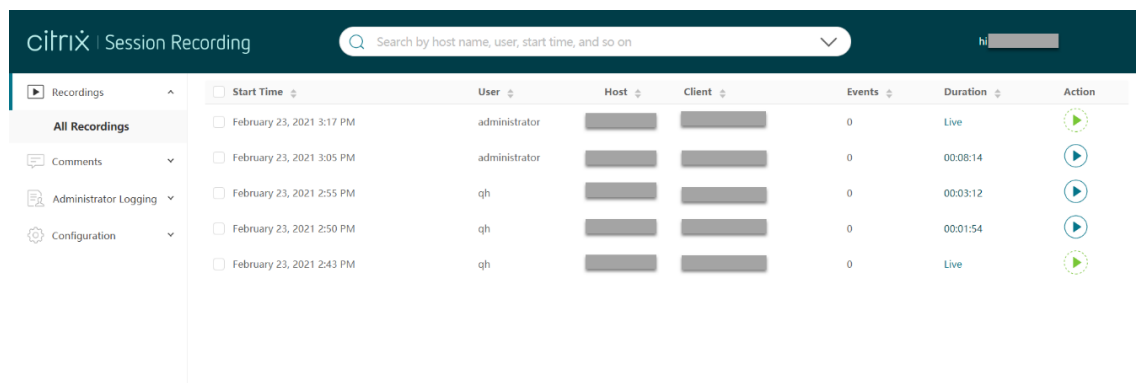 citrix | Session Recording
Search by host name, user, start time, and so on
hi
Recordings
All Recordings
Comments
Administrator Logging
Configuration
Start Time User Host Client Events Duration Action
February 23, 2021 3:17 PM administrator 0 Live
February 23, 2021 3:05 PM administrator 0 00:08:14
February 23, 2021 2:55 PM qh 0 00:03:12
February 23, 2021 2:50 PM qh 0 00:01:54
February 23, 2021 2:43 PM qh 0 Live